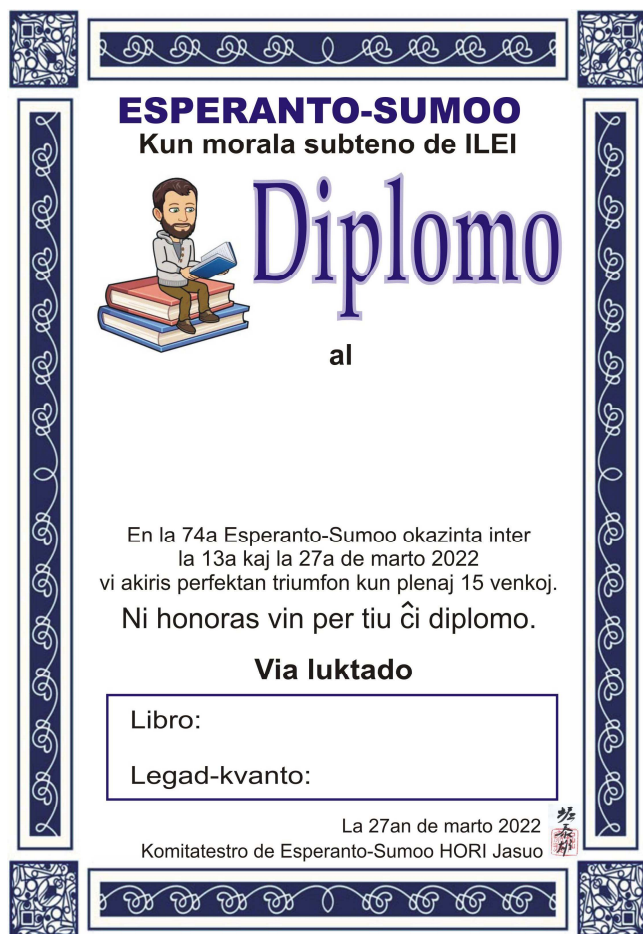 ESPERANTO-SUMOO
Kun morala subteno de ILEI
Diplomo
al
En la 74a Esperanto-Sumoo okazinta inter
la 13a kaj la 27a de marto 2022
vi akiris perfektan triumfon kun plenaj 15 venkoj.
Ni honoras vin per tiu ĉi diplomo.
Via luktado
Libro:
Legad-kvanto:
La 27an de marto 2022
Komitatestro de Esperanto-Sumoo HORI Jasuo